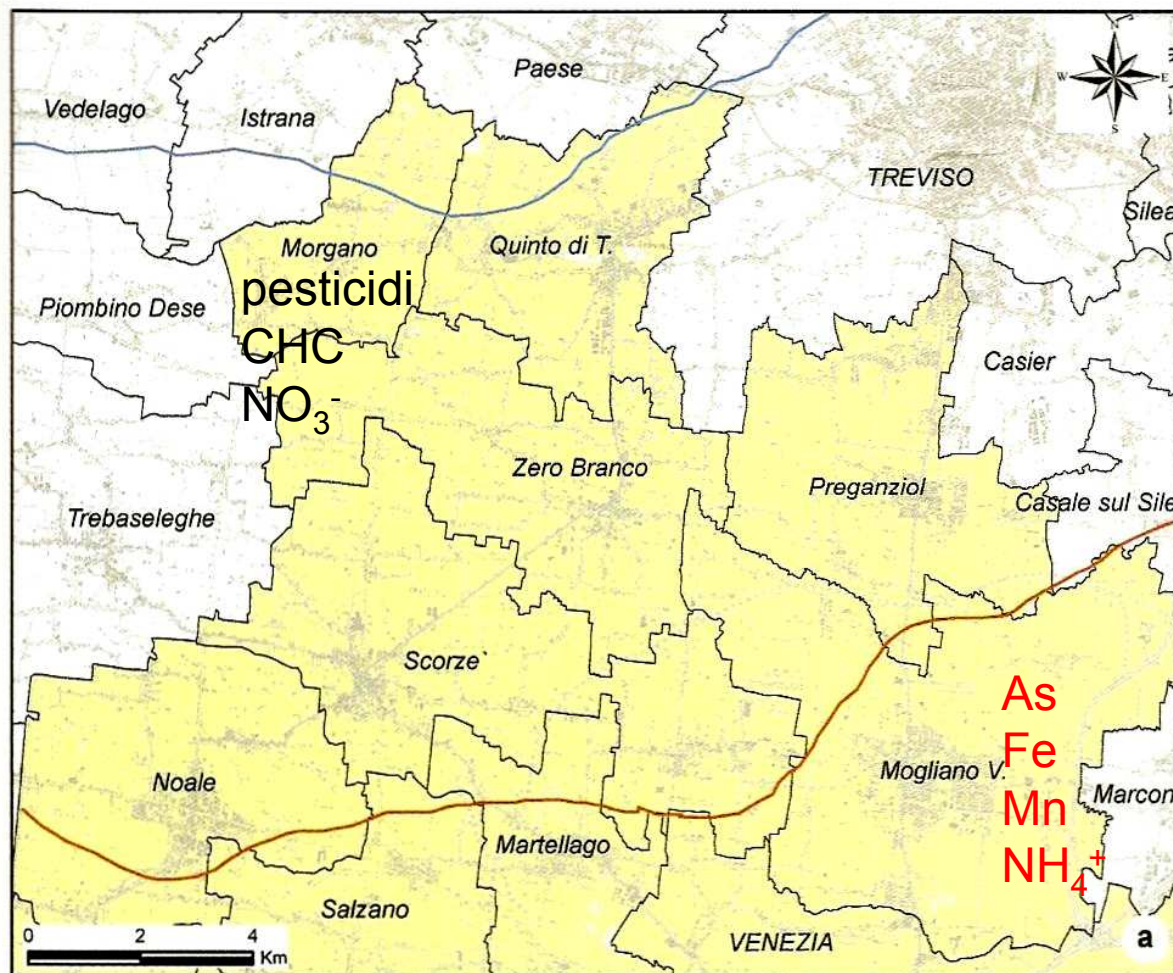 Paese
N
W E
S
Vedelago
Istrana
TREVISO
Silea
Morgano
Quinto di T.
pesticidi
Piombino Dese
CHC
Casier
NO₃⁻
Zero Branco
Preganziol
Casale sul Sile
Trebaseleghe
Scorze`
As
Fe
Noale
Mogliano V.
Marcon
Mn
Martellago
NH₄⁺
Salzano
VENEZIA
a
0 2 4
Km